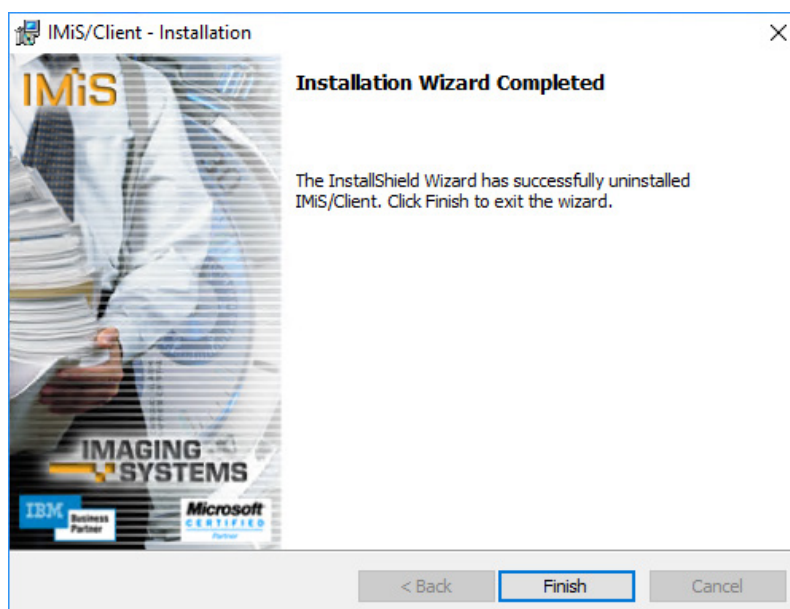 IMiS/Client - Installation
IMiS
Installation Wizard Completed
The InstallShield Wizard has successfully uninstalled
IMiS/Client. Click Finish to exit the wizard.
IMAGING
SYSTEMS
IBM
Business
Partner
Microsoft
CERTIFIED
Partner
< Back
Finish
Cancel